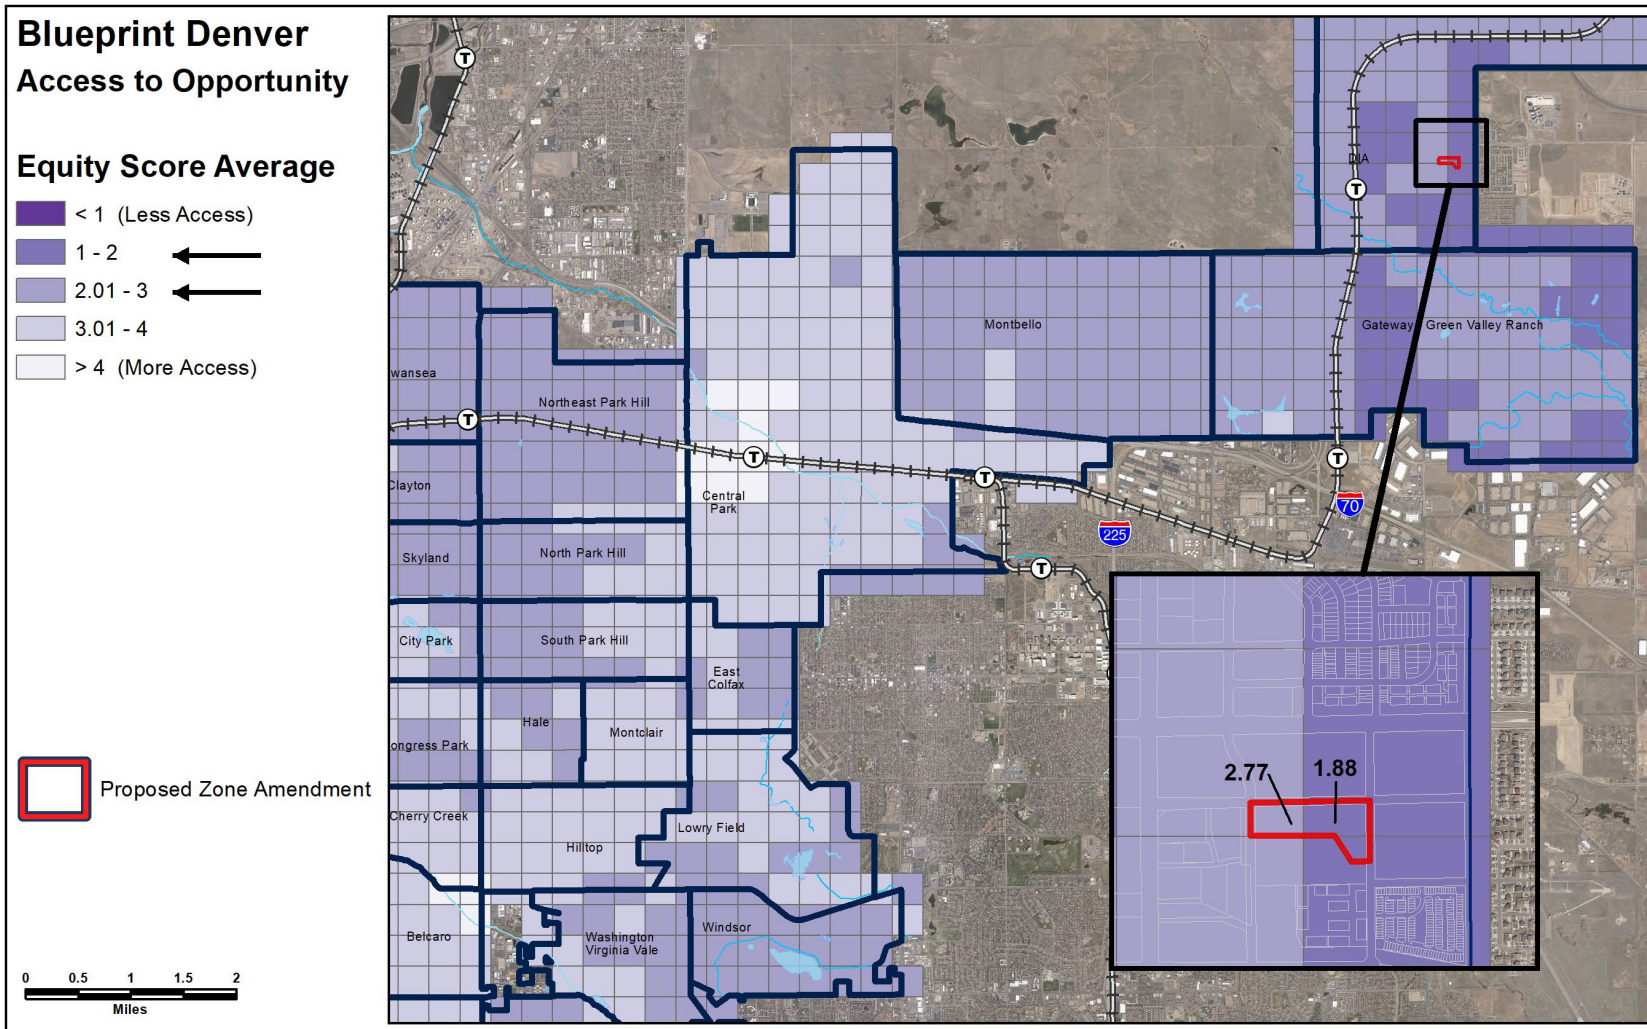 Blueprint Denver
Access to Opportunity
Equity Score Average
< 1 (Less Access)
1 - 2
2.01 - 3
3.01 - 4
> 4 (More Access)
Proposed Zone Amendment
0 0.5 1 1.5 2
Miles
T
DIA
T
Montbello
Gateway / Green Valley Ranch
wansea
Northeast Park Hill
T
T
T
T
Clayton
Central
Park
70
225
Skyland
North Park Hill
T
City Park
South Park Hill
East
Colfax
Hale
Montclair
ongress Park
2.77
1.88
Cherry Creek
Lowry Field
Hilltop
Belcaro
Washington
Virginia Vale
Windsor